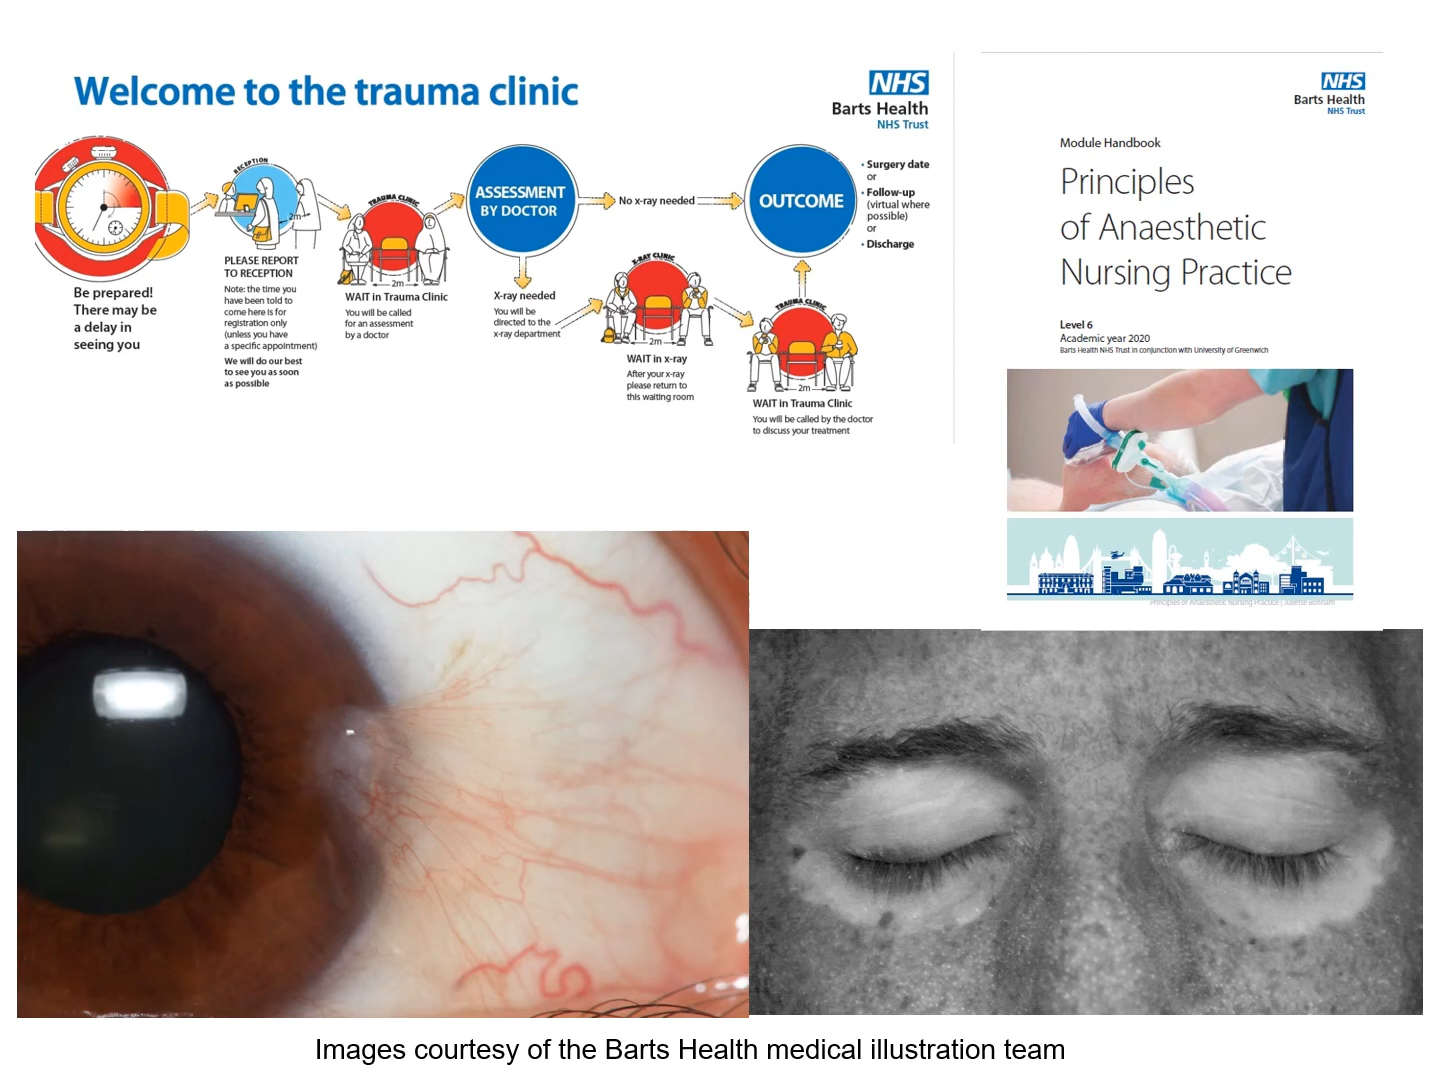 Welcome to the trauma clinic
NHS
Barts Health
NHS Trust
Be prepared!
There may be
a delay in
seeing you
RECEPTION
2m
PLEASE REPORT
TO RECEPTION
Note: the time you
have been told to
come here is for
registration only
(unless you have
a specific appointment)
We will do our best
to see you as soon
as possible
TRAUMA CLINIC
2m
WAIT in Trauma Clinic
You will be called
for an assessment
by a doctor
ASSESSMENT
BY DOCTOR
No x-ray needed
X-ray needed
You will be
directed to the
x-ray department
X-RAY CLINIC
2m
WAIT in x-ray
After your x-ray
please return to
this waiting room
TRAUMA CLINIC
2m
WAIT in Trauma Clinic
You will be called by the doctor
to discuss your treatment
OUTCOME
• Surgery date
or
• Follow-up
(virtual where
possible)
or
• Discharge
NHS
Barts Health
NHS Trust
Module Handbook
Principles
of Anaesthetic
Nursing Practice
Level 6
Academic year 2020
Barts Health NHS Trust in conjunction with University of Greenwich
Principles of Anaesthetic Nursing Practice | Juliette Bonham
Images courtesy of the Barts Health medical illustration team